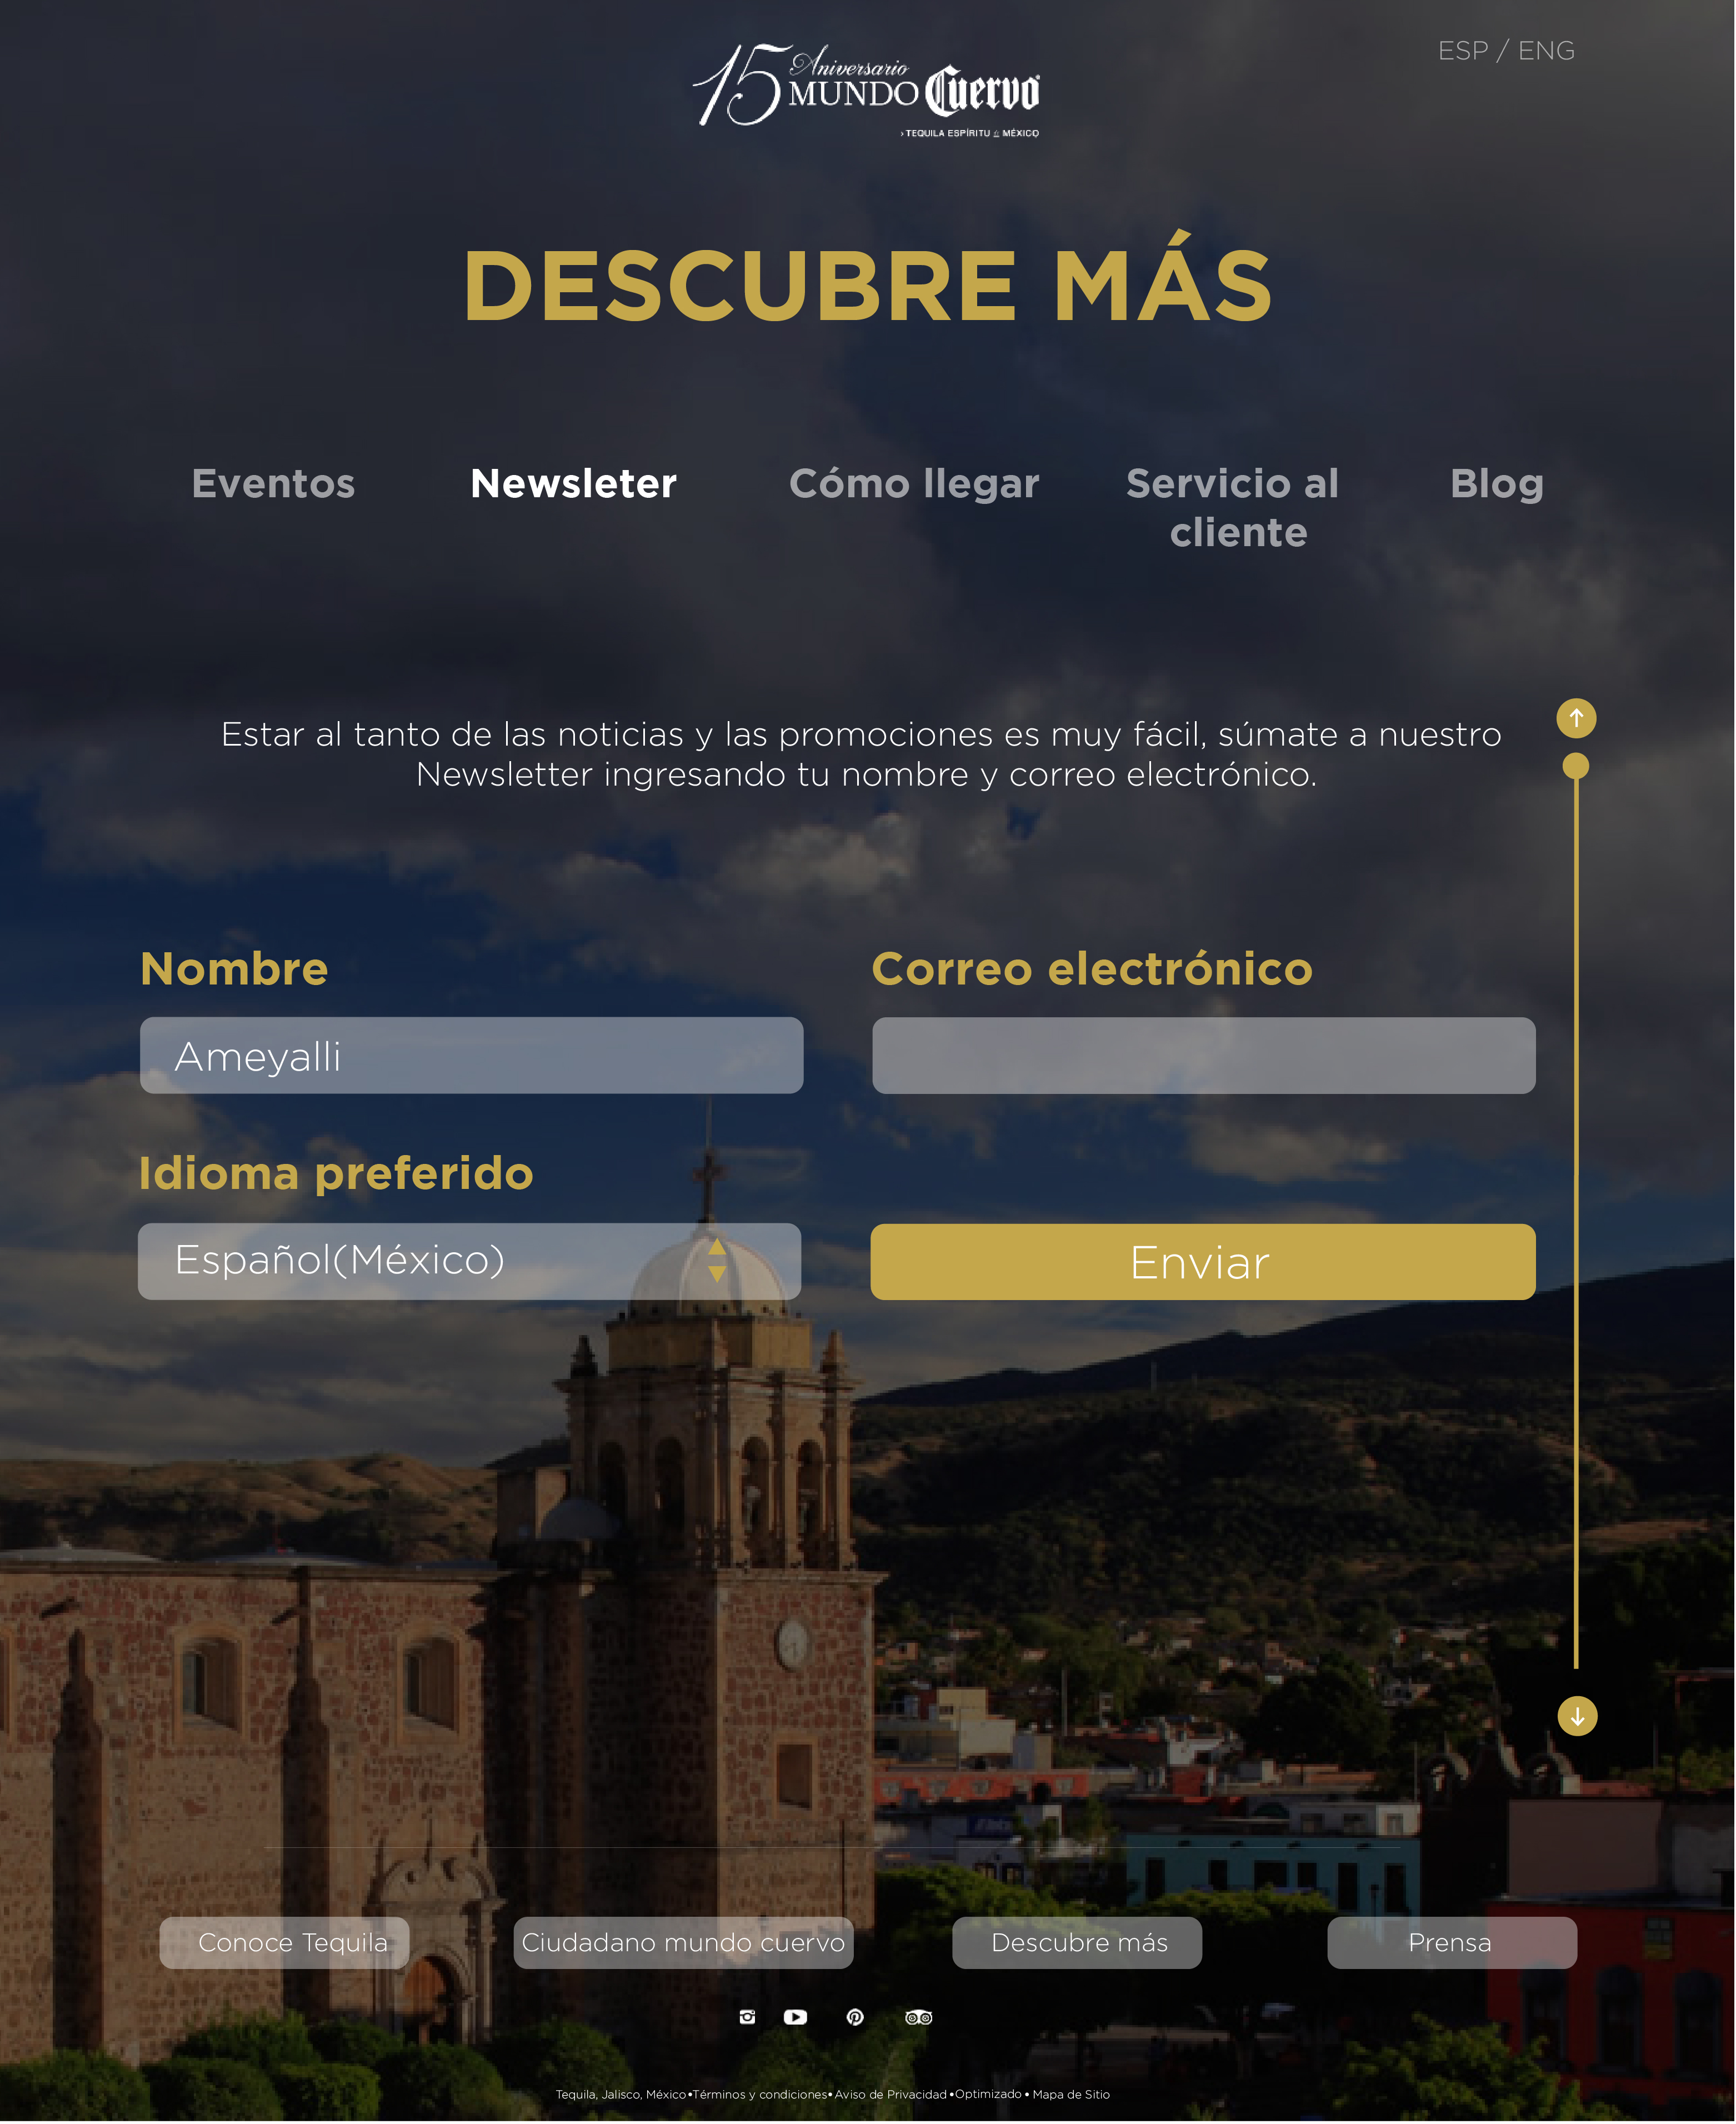 ESP / ENG
15 Aniversario
MUNDO Cuervo
TEQUILA ESPÍRITU de MÉXICO
DESCUBRE MÁS
Eventos
Newsleter
Cómo llegar
Servicio al
cliente
Blog
Estar al tanto de las noticias y las promociones es muy fácil, súmate a nuestro
Newsletter ingresando tu nombre y correo electrónico.
Nombre
Correo electrónico
Ameyalli
Idioma preferido
Español(México)
Enviar
Conoce Tequila
Ciudadano mundo cuervo
Descubre más
Prensa
Tequila, Jalisco, México•Términos y condiciones•Aviso de Privacidad •Optimizado • Mapa de Sitio